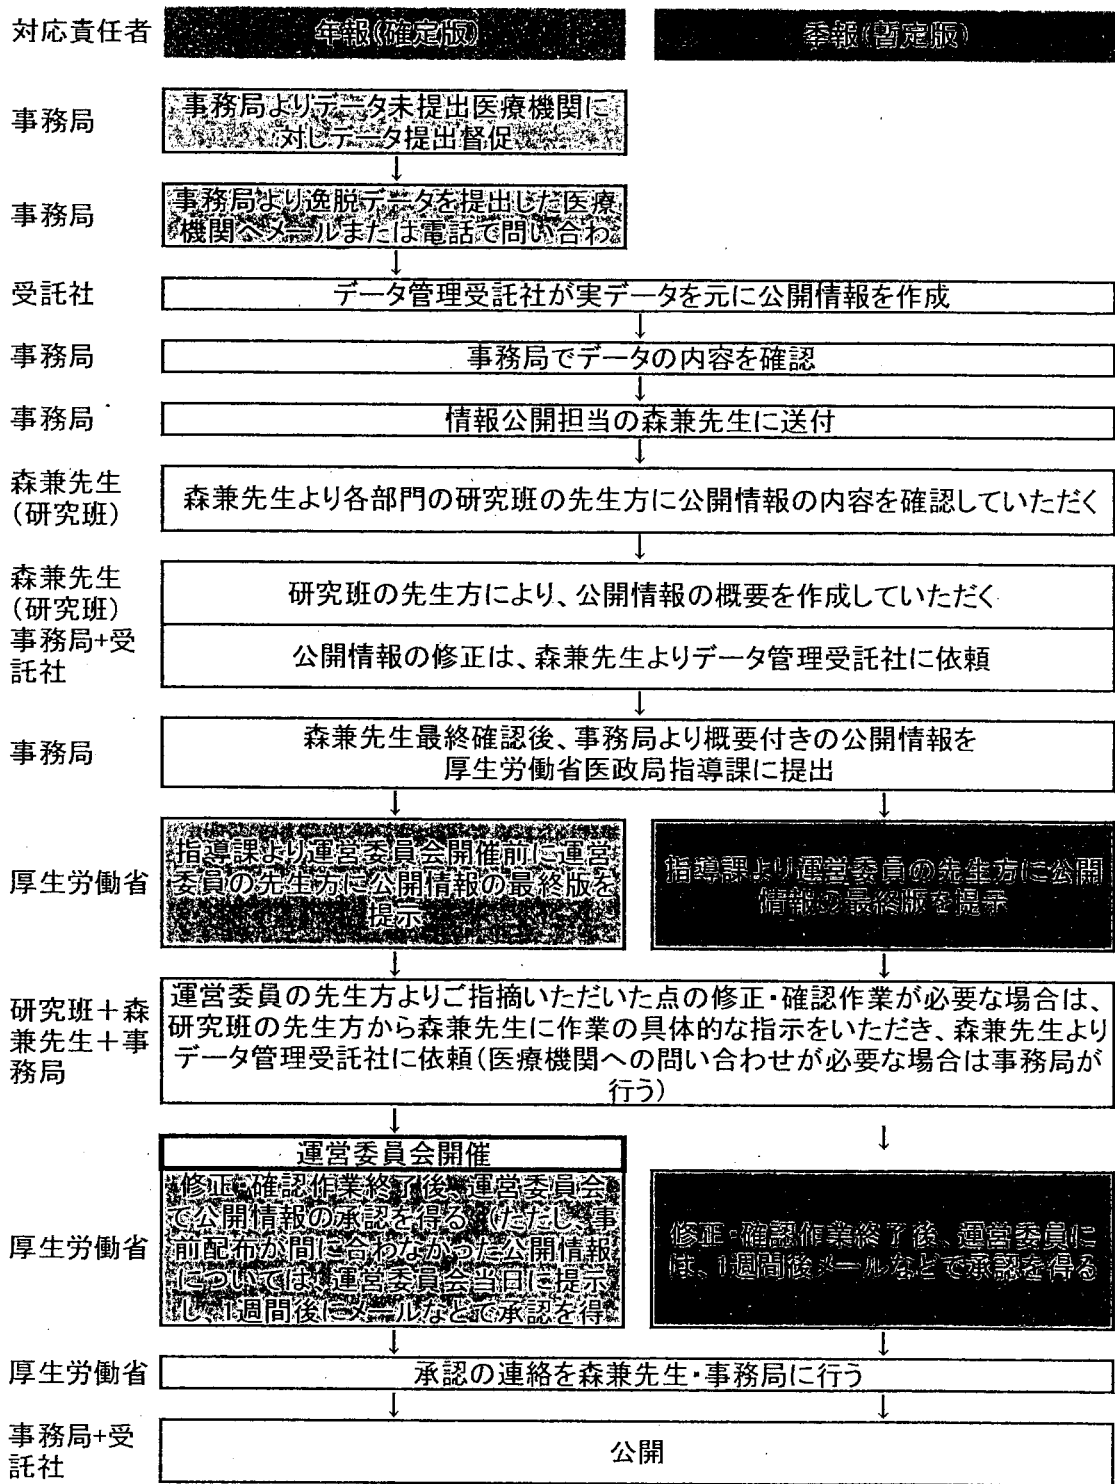 対応責任者
年報(確定版)
季報(暫定版)
事務局
事務局よりデータ未提出医療機関に
対しデータ提出督促
↓
事務局
事務局より逸脱データを提出した医療
機関へメールまたは電話で問い合わ
↓
受託社
データ管理受託社が実データを元に公開情報を作成
↓
事務局
事務局でデータの内容を確認
↓
事務局
情報公開担当の森兼先生に送付
↓
森兼先生
(研究班)
森兼先生より各部門の研究班の先生方に公開情報の内容を確認していただく
↓
森兼先生
(研究班)
研究班の先生方により、公開情報の概要を作成していただく
事務局+受
託社
公開情報の修正は、森兼先生よりデータ管理受託社に依頼
↓
事務局
森兼先生最終確認後、事務局より概要付きの公開情報を
厚生労働省医政局指導課に提出
↓ ↓
厚生労働省
指導課より運営委員会開催前に運営
委員の先生方に公開情報の最終版を
提示
指導課より運営委員の先生方に公開
情報の最終版を提示
↓ ↓
研究班+森
兼先生+事
務局
運営委員の先生方よりご指摘いただいた点の修正・確認作業が必要な場合は、
研究班の先生方から森兼先生に作業の具体的な指示をいただき、森兼先生より
データ管理受託社に依頼(医療機関への問い合わせが必要な場合は事務局が
行う)
↓ ↓
運営委員会開催
厚生労働省
修正・確認作業終了後、運営委員会
で公開情報の承認を得る (ただし、事
前配布が間に合わなかった公開情報
については、運営委員会当日に提示
し、1週間後にメールなどで承認を得
修正・確認作業終了後、運営委員に
は、1週間後メールなどで承認を得る
↓ ↓
厚生労働省
承認の連絡を森兼先生・事務局に行う
↓ ↓
事務局+受
託社
公開